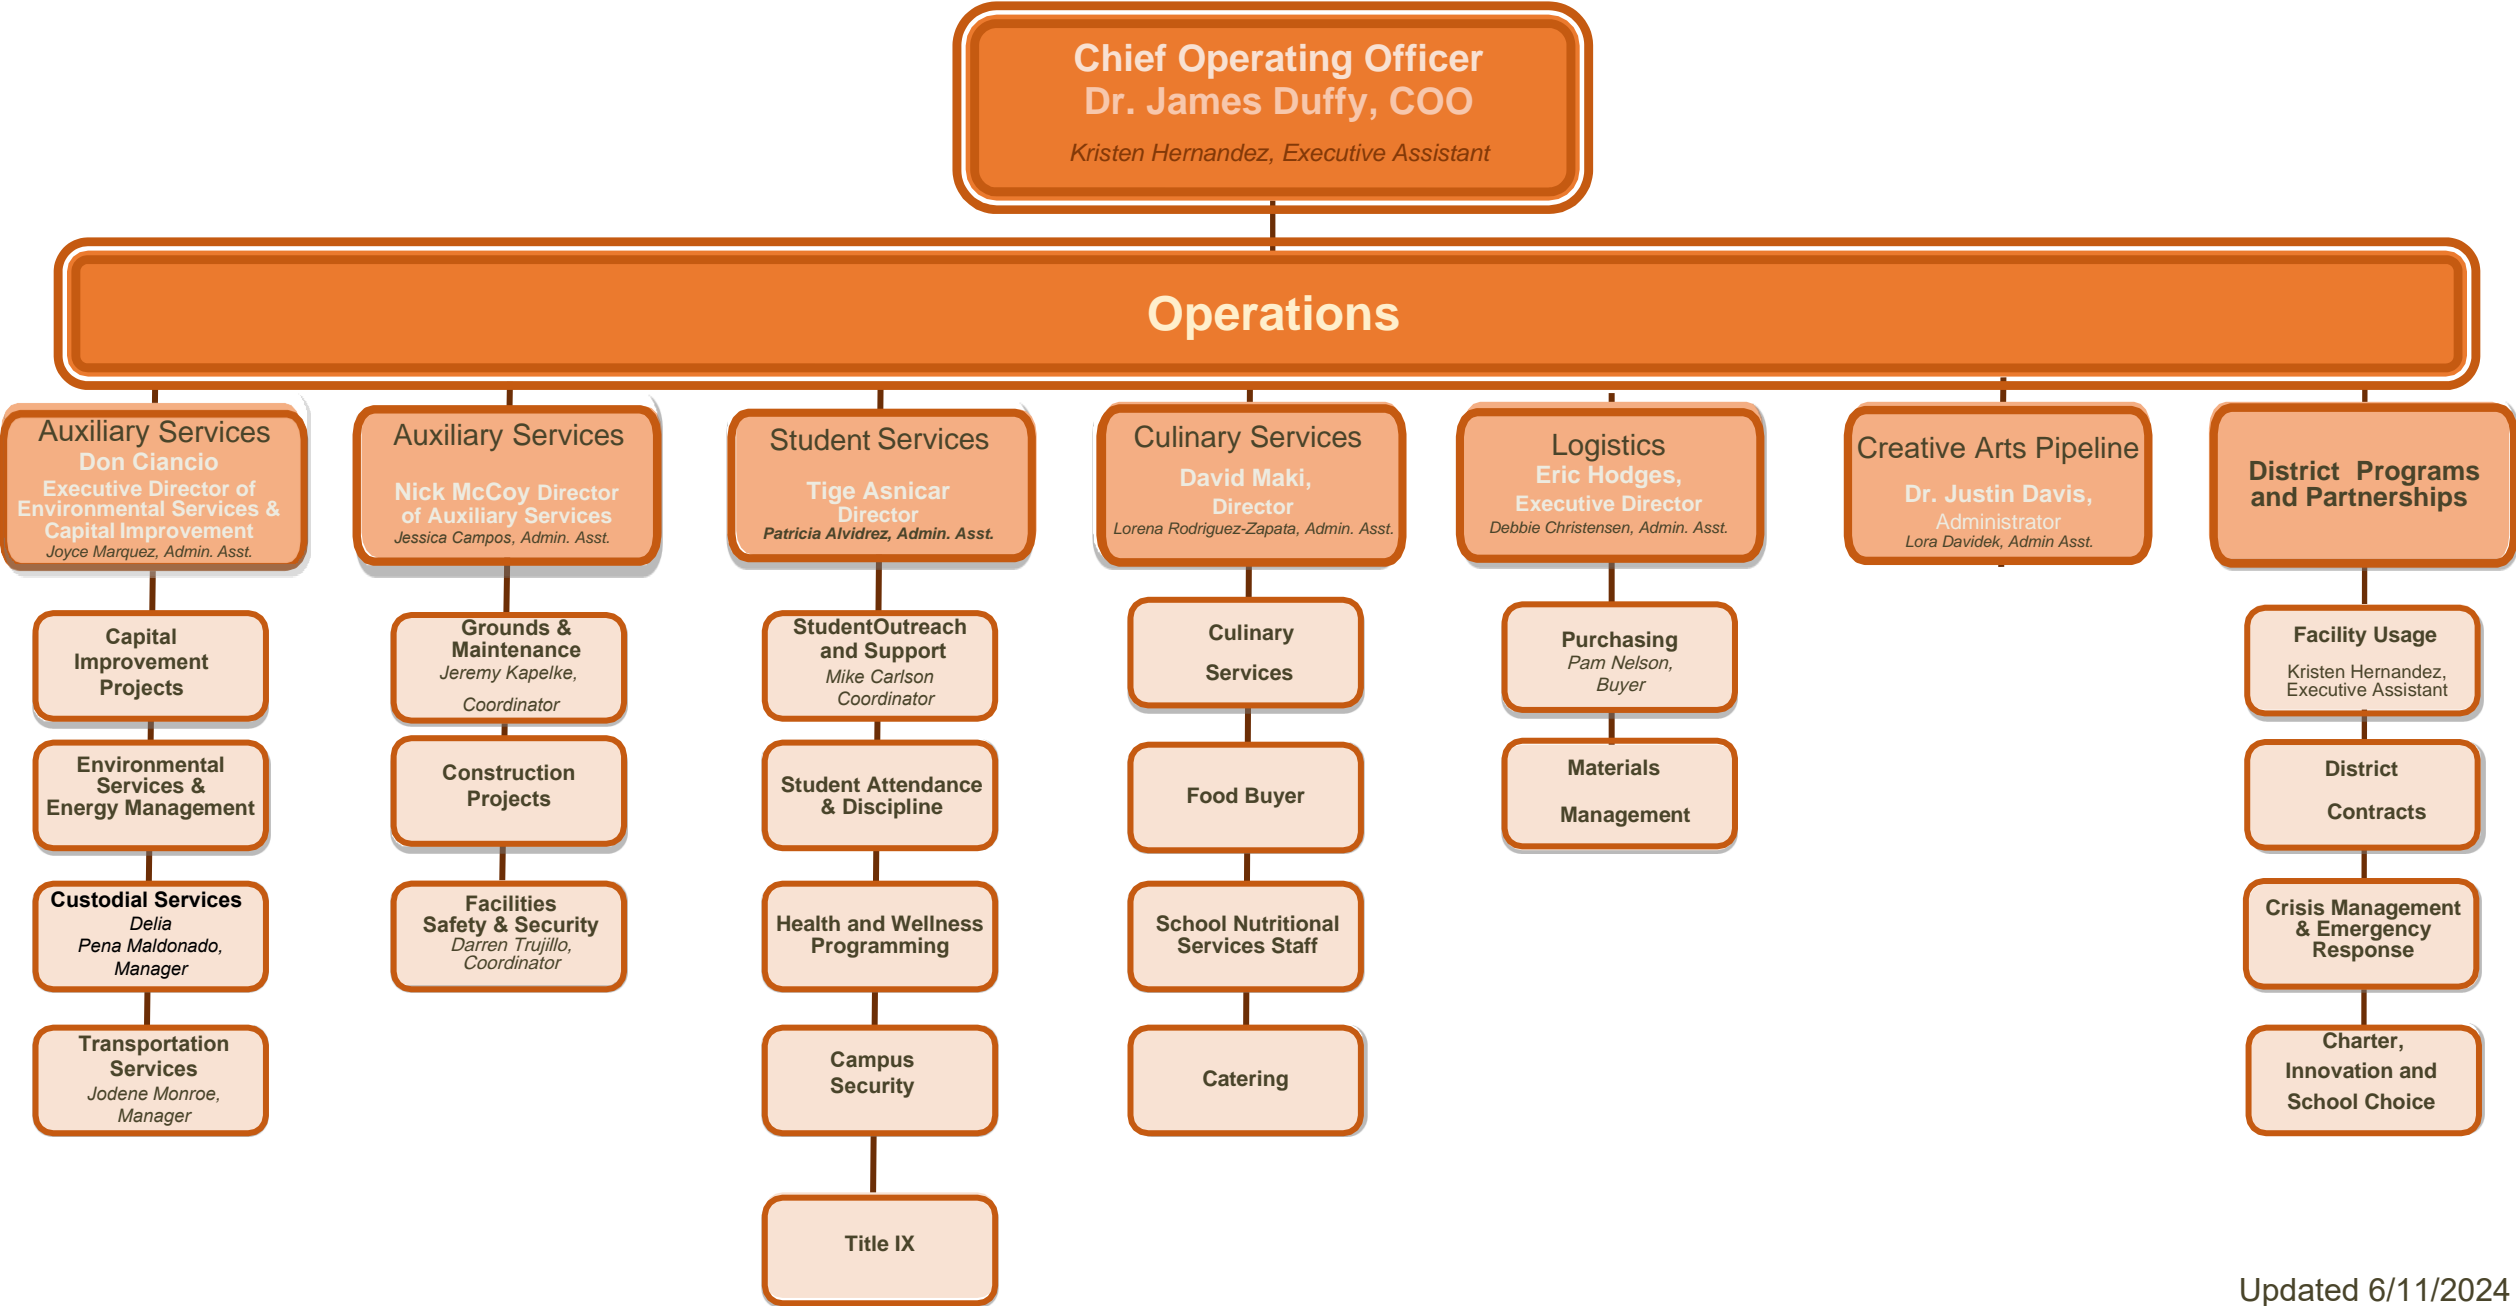 Chief Operating Officer
Dr. James Duffy, COO
Kristen Hernandez, Executive Assistant
Operations
Auxiliary Services
Don Ciancio
Executive Director of
Environmental Services &
Capital Improvement
Joyce Marquez, Admin. Asst.
Capital
Improvement
Projects
Environmental
Services &
Energy Management
Custodial Services
Delia
Pena Maldonado,
Manager
Transportation
Services
Jodene Monroe,
Manager
Auxiliary Services
Nick McCoy Director
of Auxiliary Services
Jessica Campos, Admin. Asst.
Grounds &
Maintenance
Jeremy Kapelke,
Coordinator
Construction
Projects
Facilities
Safety & Security
Darren Trujillo,
Coordinator
Student Services
Tige Asnicar
Director
Patricia Alvidrez, Admin. Asst.
StudentOutreach
and Support
Mike Carlson
Coordinator
Student Attendance
& Discipline
Health and Wellness
Programming
Campus
Security
Title IX
Culinary Services
David Maki,
Director
Lorena Rodriguez-Zapata, Admin. Asst.
Culinary
Services
Food Buyer
School Nutritional
Services Staff
Catering
Logistics
Eric Hodges,
Executive Director
Debbie Christensen, Admin. Asst.
Purchasing
Pam Nelson,
Buyer
Materials
Management
Creative Arts Pipeline
Dr. Justin Davis,
Administrator
Lora Davidek, Admin Asst.
District Programs
and Partnerships
Facility Usage
Kristen Hernandez,
Executive Assistant
District
Contracts
Crisis Management
& Emergency
Response
Charter,
Innovation and
School Choice
Updated 6/11/2024